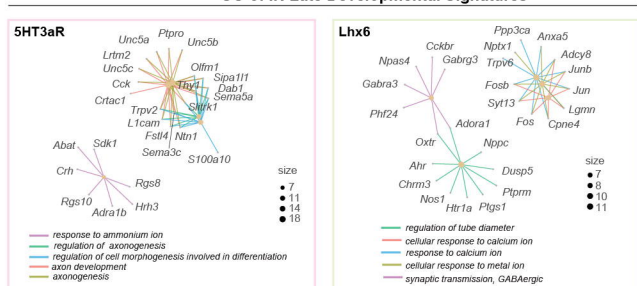 5HT3aR
Ptpro
Unc5a
Unc5b
Lrtm2
Unc5c
Olfm1
Sipa1l1
Cck
Thy1
Dab1
Sema5a
Crtac1
Slitrk1
Trpv2
L1cam
Fstl4
Ntn1
Sema3c
S100a10
Abat
Sdk1
Crh
Rgs8
Rgs10
Hrh3
Adra1b
size
7
11
14
18
response to ammonium ion
regulation of axonogenesis
regulation of cell morphogenesis involved in differentiation
axon development
axonogenesis
Lhx6
Ppp3ca
Anxa5
Cckbr
Nptx1
Npas4
Gabrg3
Trpv6
Adcy8
Junb
Gabra3
Fosb
Jun
Syt13
Lgmn
Phf24
Fos
Cpne4
Adora1
Oxtr
Nppc
Ahr
Dusp5
Chrm3
Ptprm
Nos1
Ptgs1
Htr1a
size
7
8
10
11
regulation of tube diameter
cellular response to calcium ion
response to calcium ion
cellular response to metal ion
synaptic transmission, GABAergic